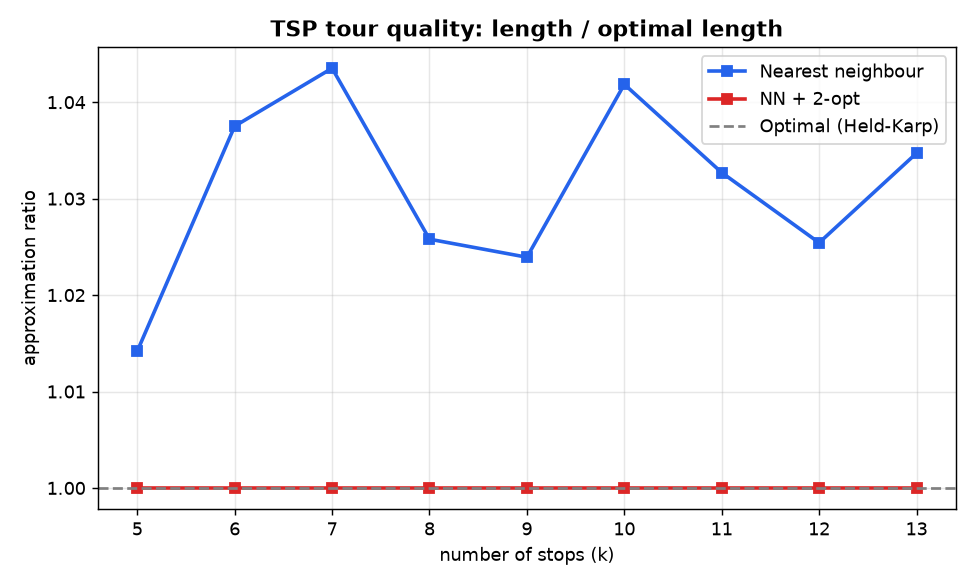 TSP tour quality: length / optimal length
Nearest neighbour
NN + 2-opt
Optimal (Held-Karp)
approximation ratio
1.04
1.03
1.02
1.01
1.00
5 6 7 8 9 10 11 12 13
number of stops (k)